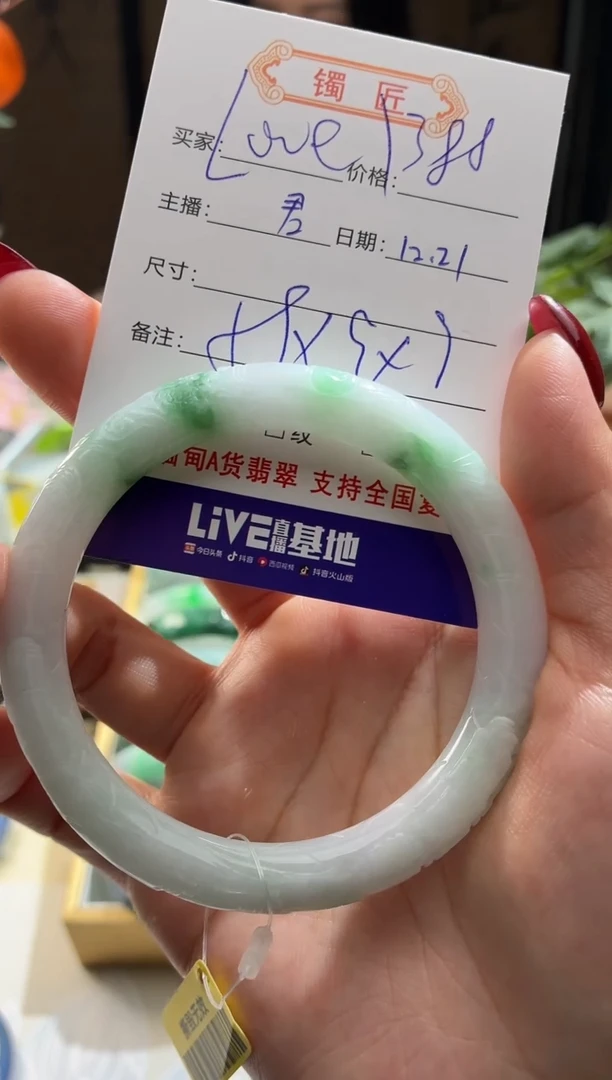 镯 匠
买家: Love 价格: 1388
主播: 君 日期: 12.21
尺寸:
备注:
缅甸A货翡翠 支持全国复
LiVE直播基地
今日头条 抖音 西瓜视频 抖音火山版